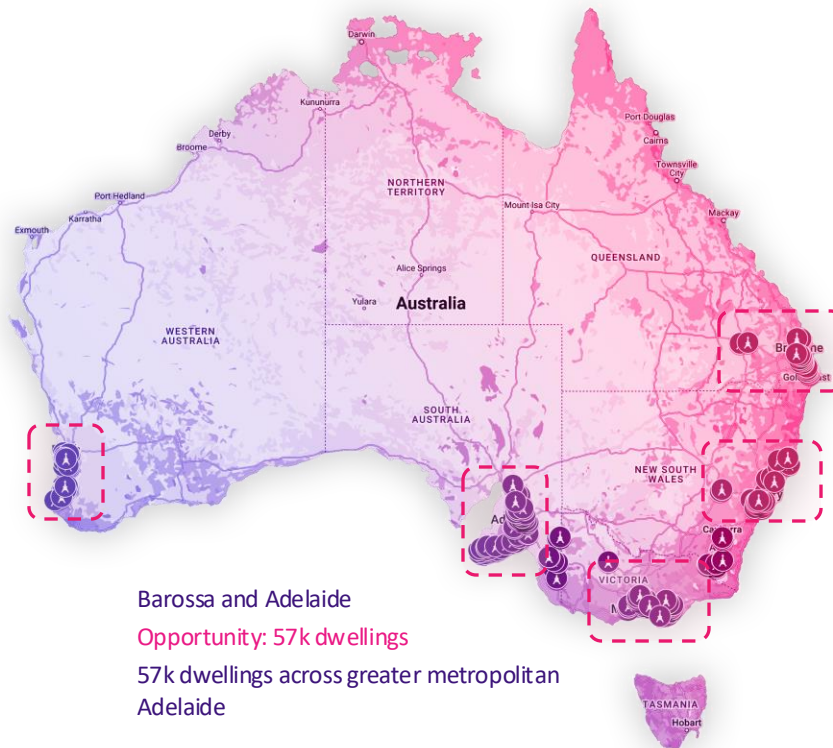 Darwin
Kununurra
Port Douglas
Cairns
Derby
Broome
Townsville
City
NORTHERN
TERRITORY
Port Hedland
Mount Isa City
Mackay
Karratha
Exmouth
QUEENSLAND
Alice Springs
Yulara
Australia
WESTERN
AUSTRALIA
SOUTH
AUSTRALIA
NEW SOUTH
WALES
VICTORIA
Barossa and Adelaide
Opportunity: 57k dwellings
57k dwellings across greater metropolitan
Adelaide
TASMANIA
Hobart